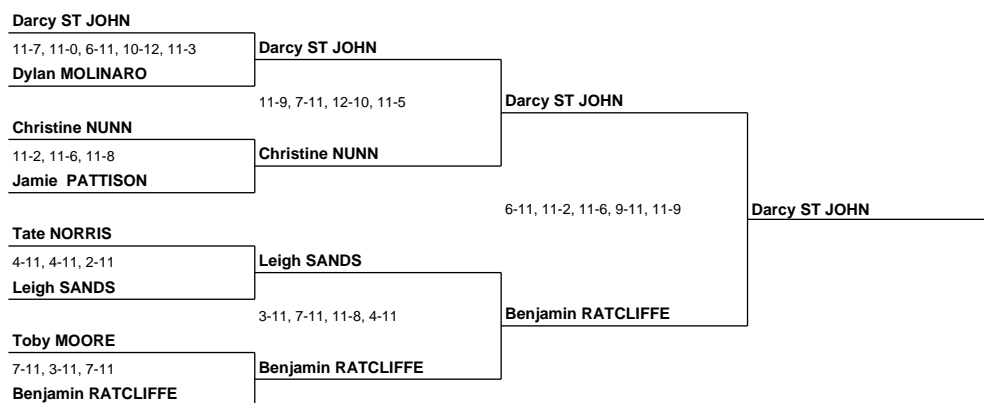 Darcy ST JOHN
11-7, 11-0, 6-11, 10-12, 11-3
Darcy ST JOHN
Dylan MOLINARO
11-9, 7-11, 12-10, 11-5
Darcy ST JOHN
Christine NUNN
11-2, 11-6, 11-8
Christine NUNN
Jamie PATTISON
6-11, 11-2, 11-6, 9-11, 11-9
Darcy ST JOHN
Tate NORRIS
4-11, 4-11, 2-11
Leigh SANDS
Leigh SANDS
3-11, 7-11, 11-8, 4-11
Benjamin RATCLIFFE
Toby MOORE
7-11, 3-11, 7-11
Benjamin RATCLIFFE
Benjamin RATCLIFFE